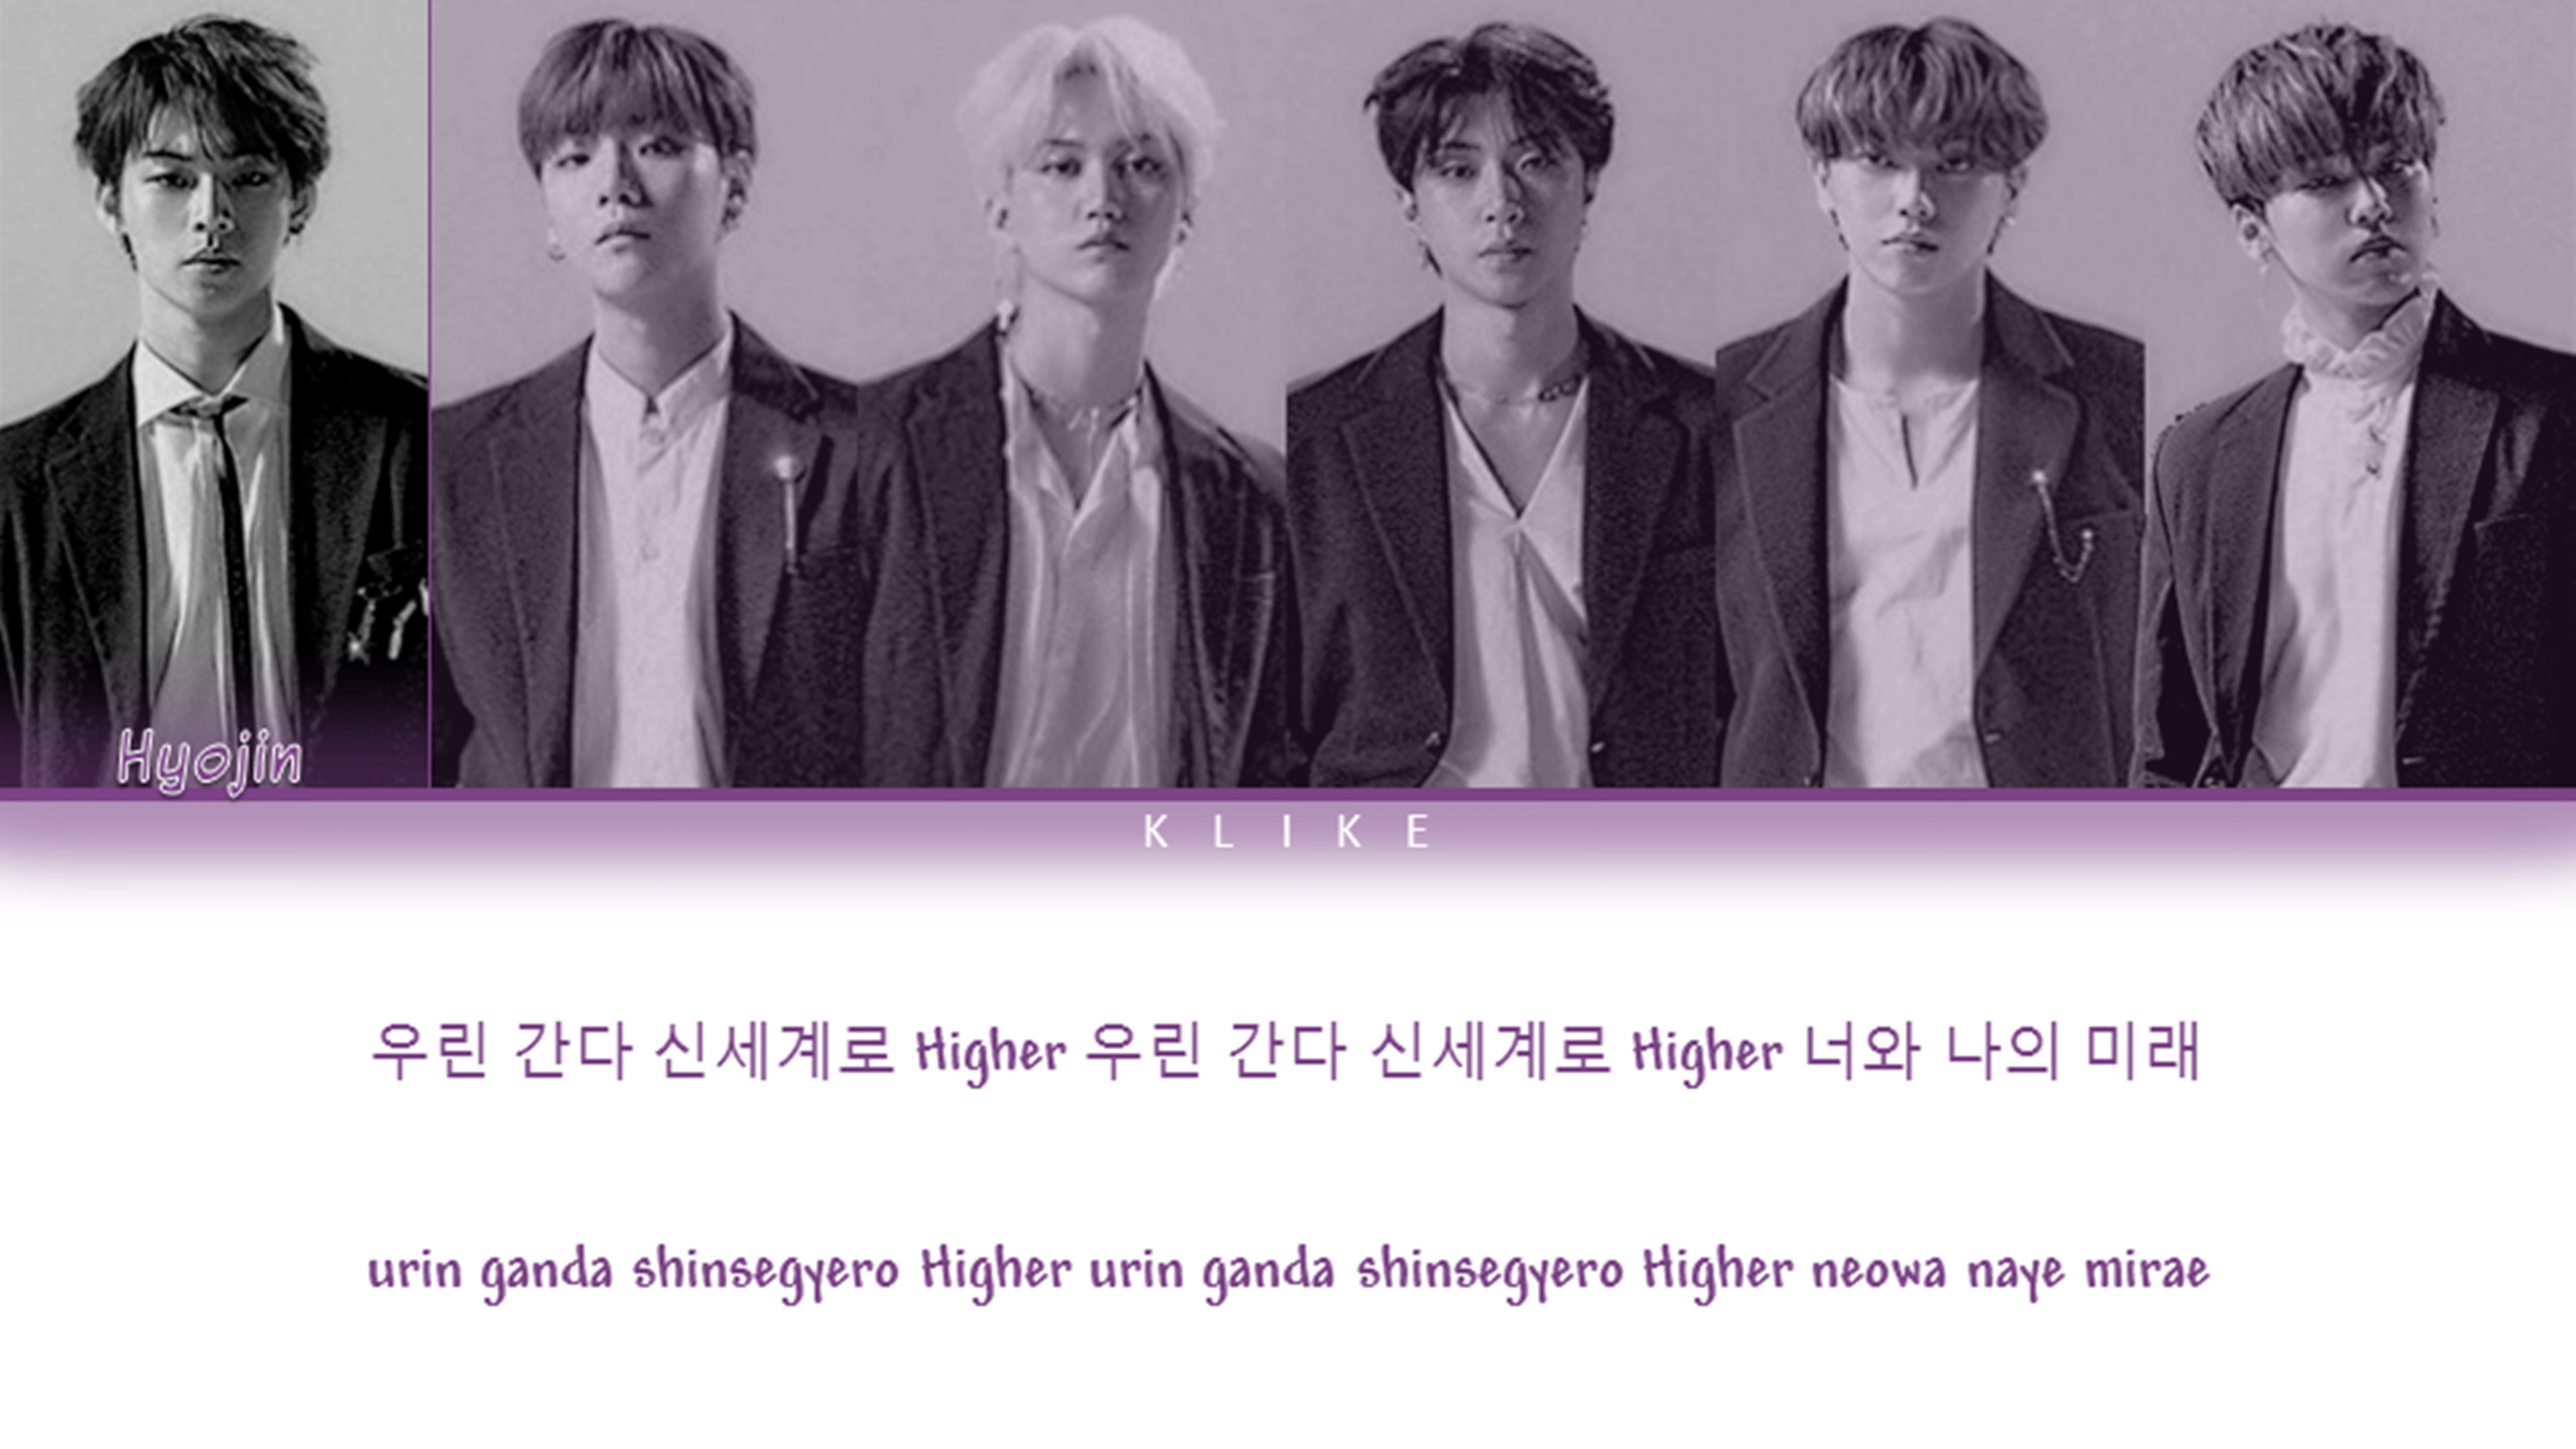 Hyojin
K L I K E
우린 간다 신세계로 Higher 우린 간다 신세계로 Higher 너와 나의 미래
urin ganda shinsegyero Higher urin ganda shinsegyero Higher neowa naye mirae